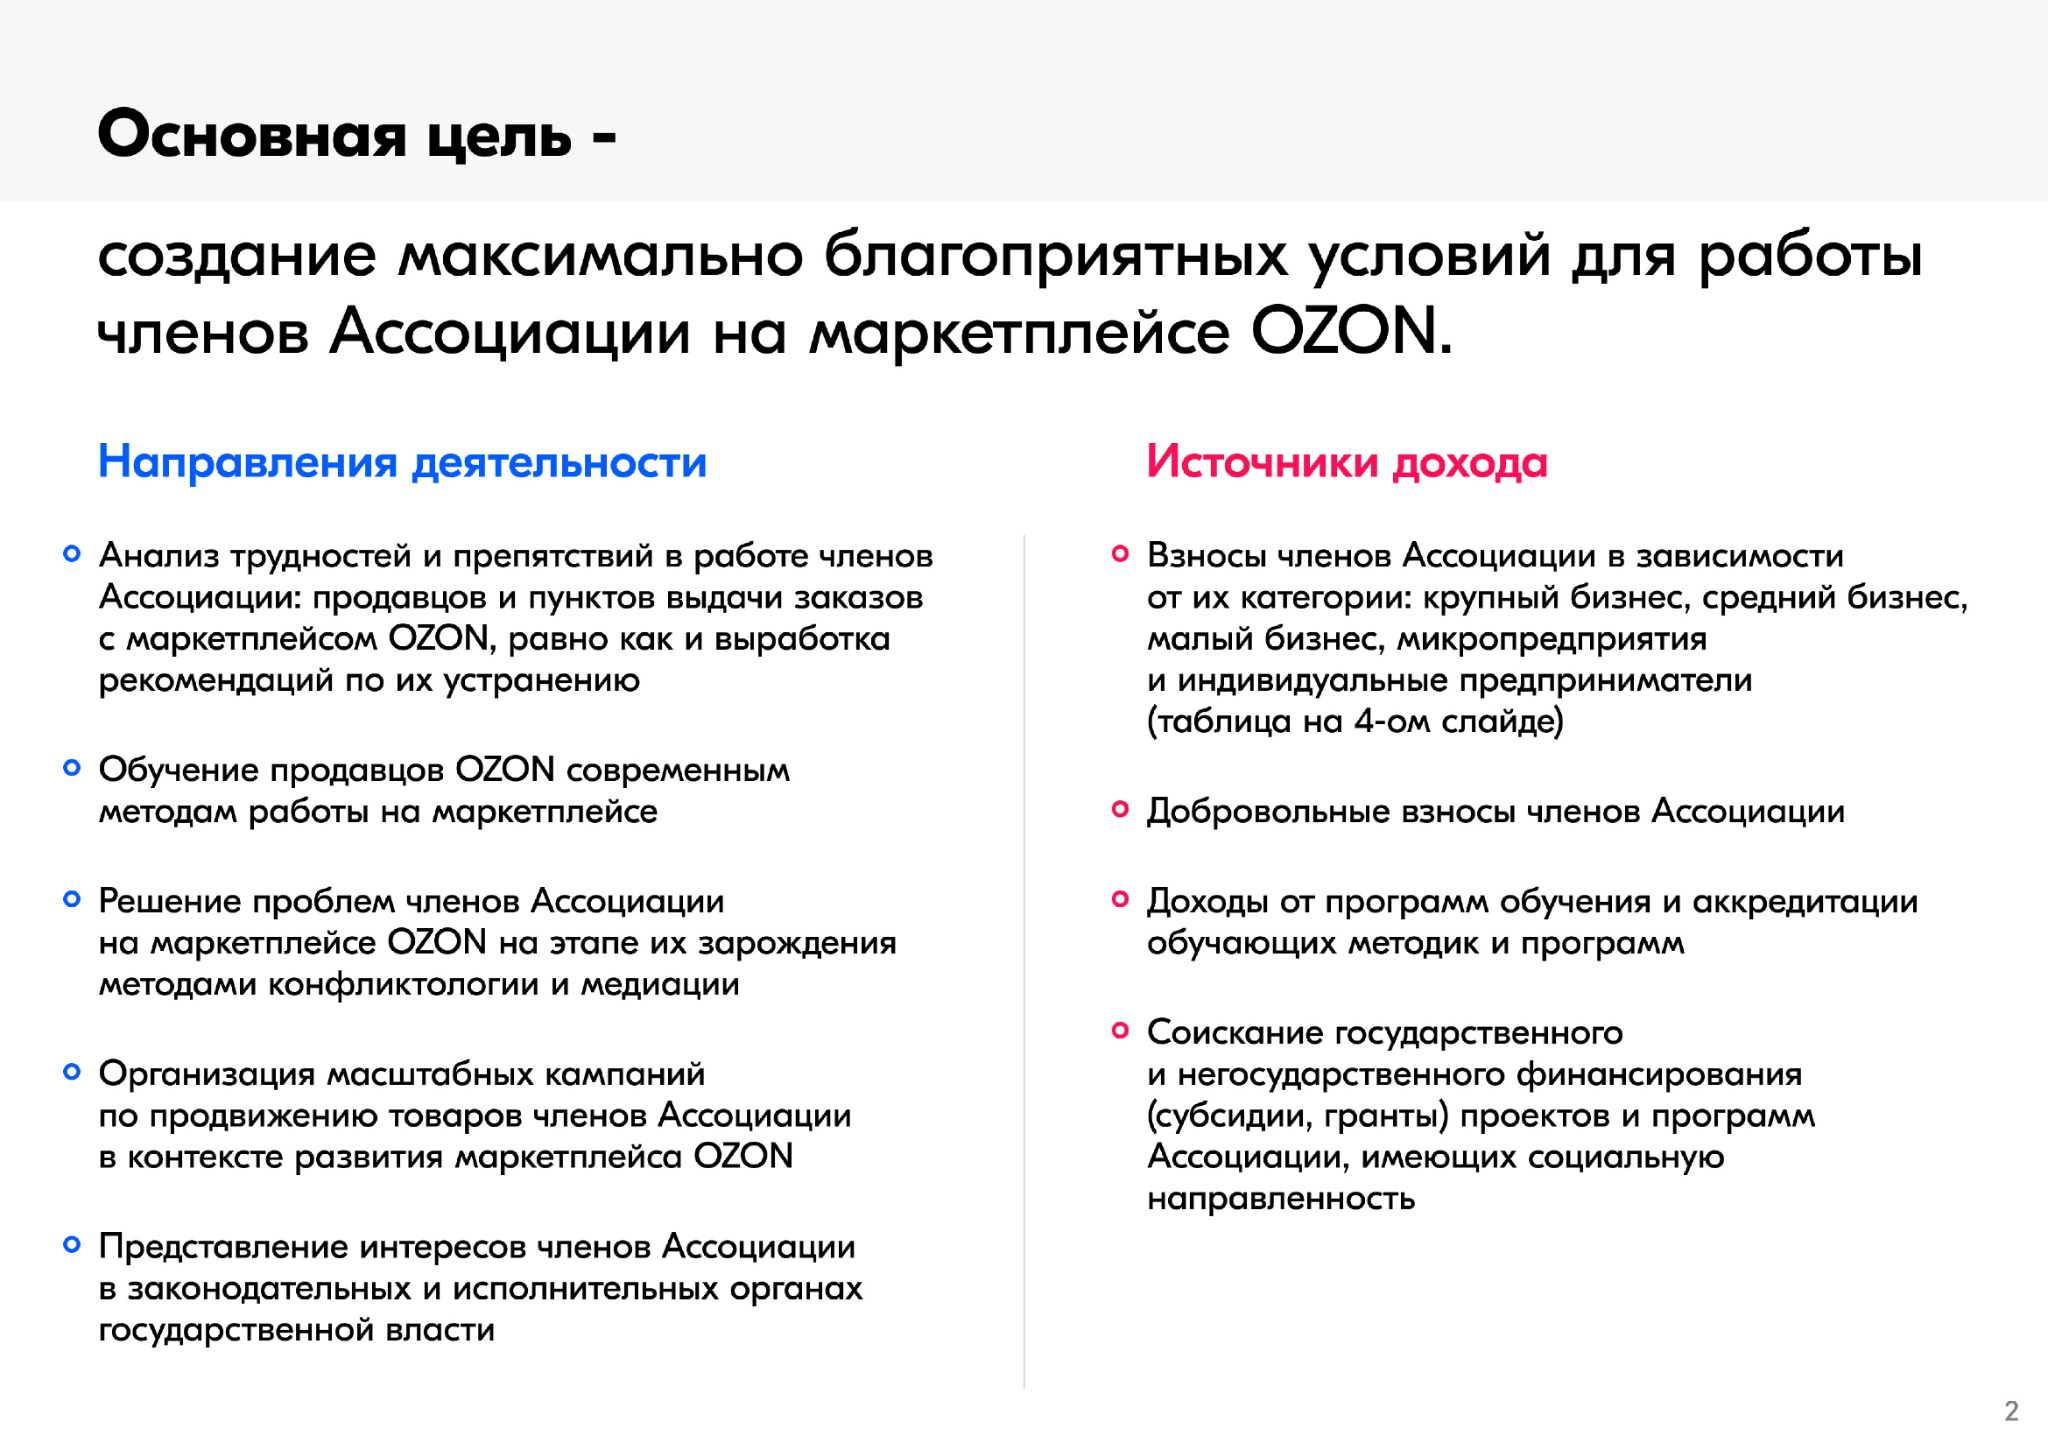 Основная цель -
создание максимально благоприятных условий для работы
членов Ассоциации на маркетплейсе OZON.
Направления деятельности
Анализ трудностей и препятствий в работе членов
Ассоциации: продавцов и пунктов выдачи заказов
с маркетплейсом OZON, равно как и выработка
рекомендаций по их устранению
Обучение продавцов OZON современным
методам работы на маркетплейсе
Решение проблем членов Ассоциации
на маркетплейсе OZON на этапе их зарождения
методами конфликтологии и медиации
Организация масштабных кампаний
по продвижению товаров членов Ассоциации
в контексте развития маркетплейса OZON
Представление интересов членов Ассоциации
в законодательных и исполнительных органах
государственной власти
Источники дохода
Взносы членов Ассоциации в зависимости
от их категории: крупный бизнес, средний бизнес,
малый бизнес, микропредприятия
и индивидуальные предприниматели
(таблица на 4-ом слайде)
Добровольные взносы членов Ассоциации
Доходы от программ обучения и аккредитации
обучающих методик и программ
Соискание государственного
и негосударственного финансирования
(субсидии, гранты) проектов и программ
Ассоциации, имеющих социальную
направленность
2